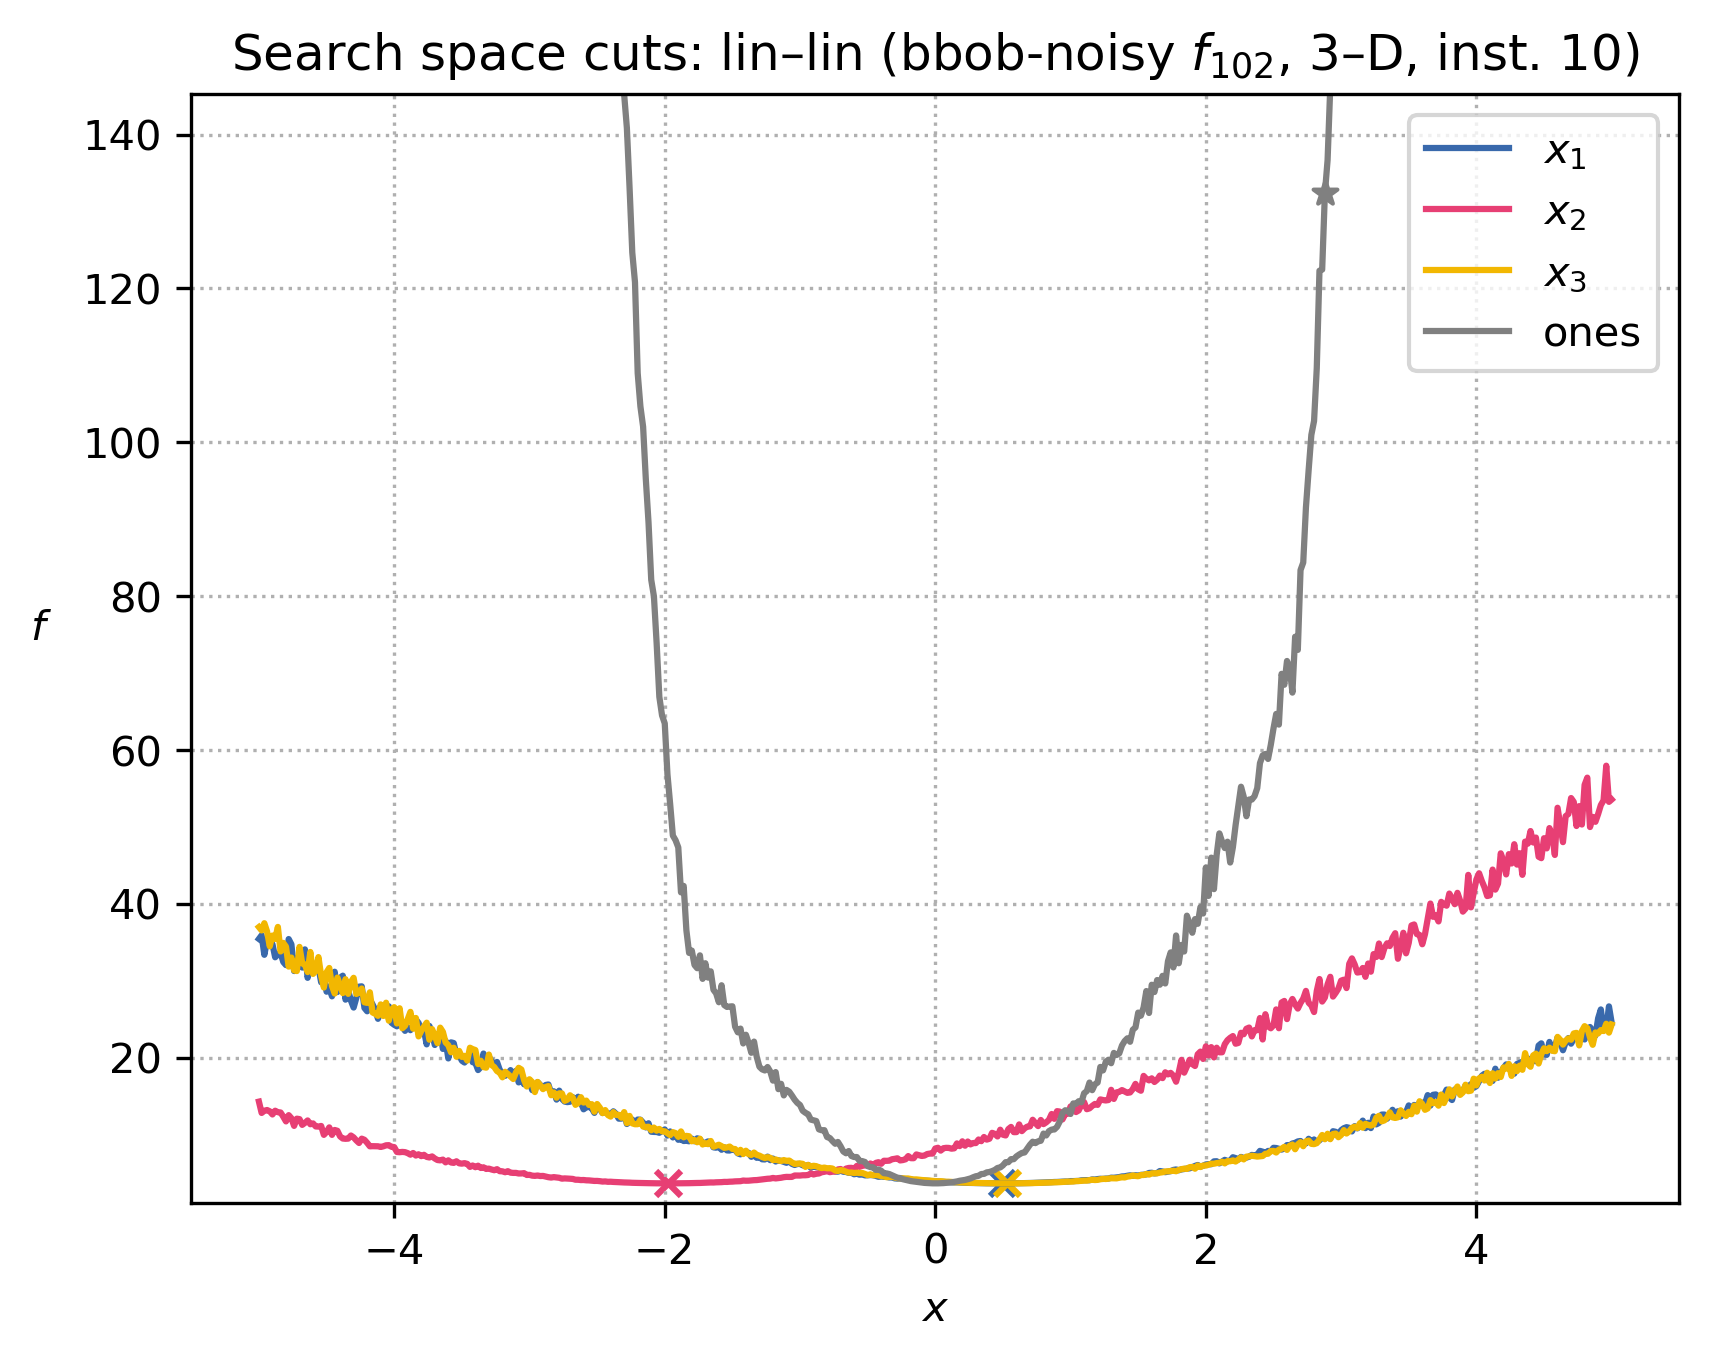 Search space cuts: lin–lin (bbob-noisy f102, 3–D, inst. 10)
140
120
100
80
60
40
20
f
−4
−2
0
2
4
x
x1
x2
x3
ones